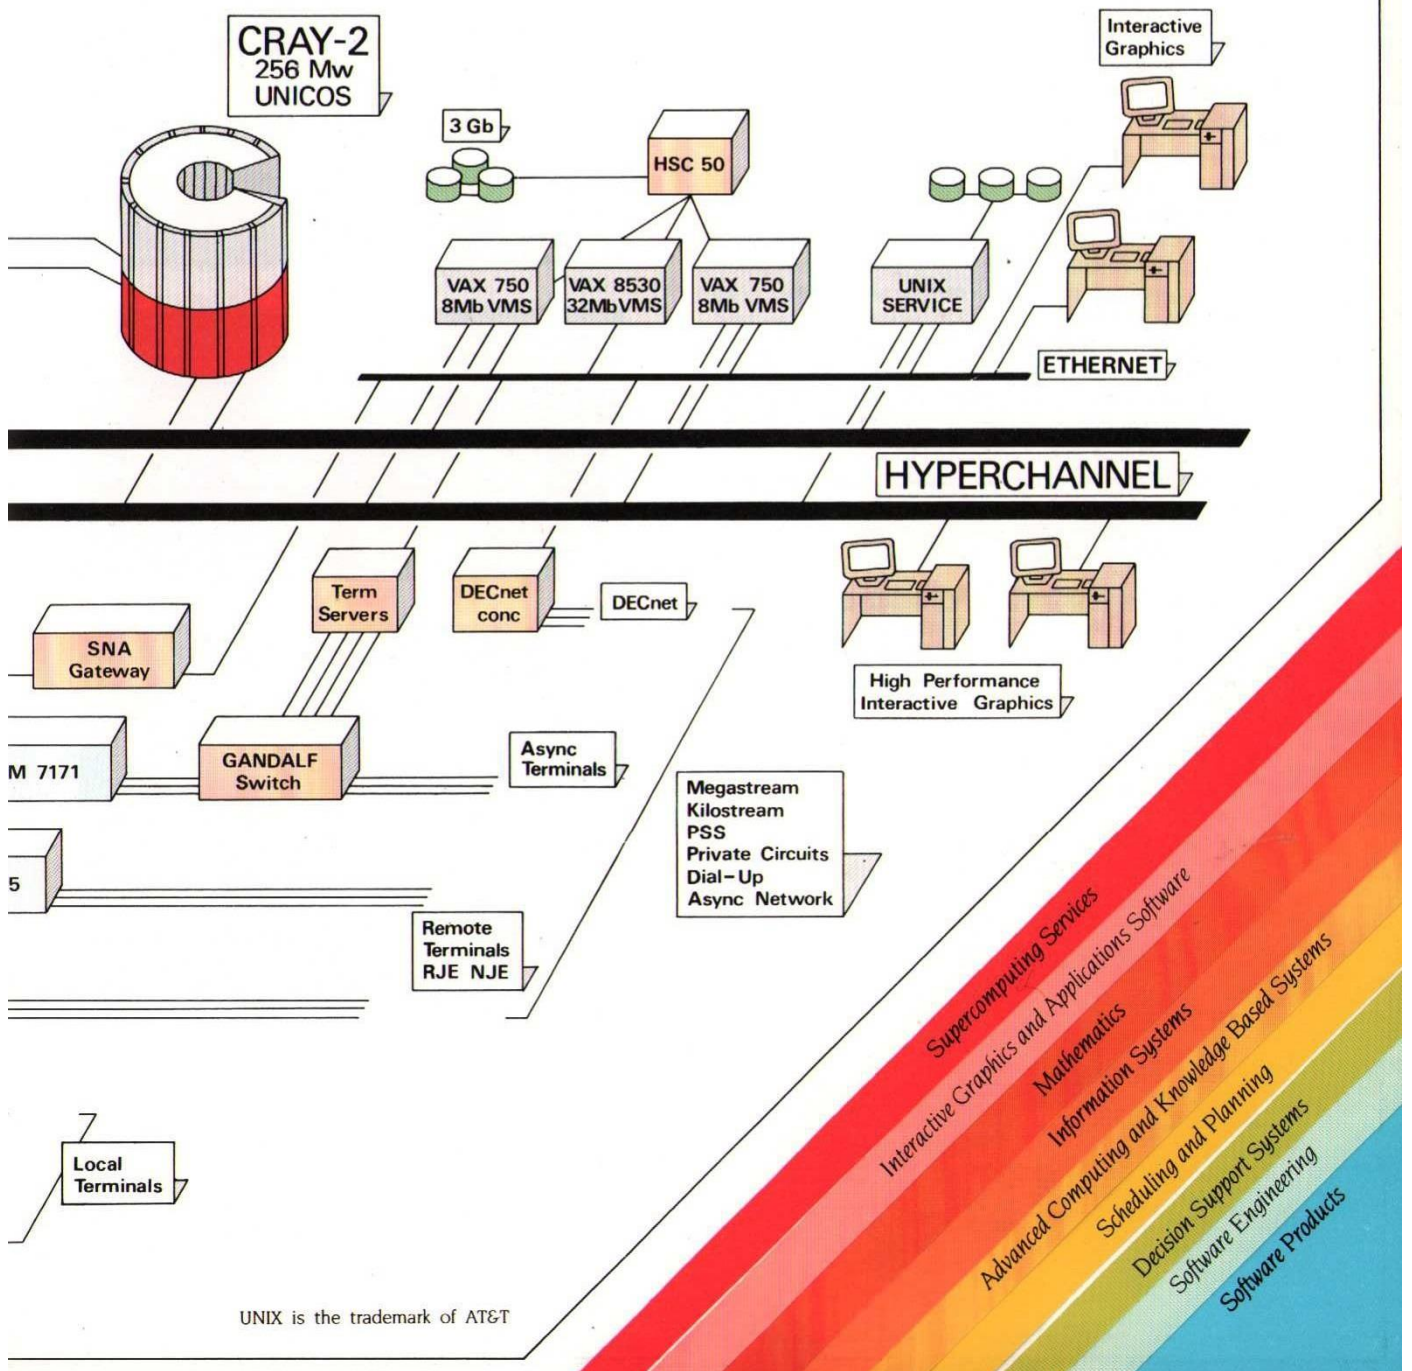 CRAY-2
256 Mw
UNICOS
Interactive
Graphics
3 Gb
HSC 50
VAX 750
8Mb VMS
VAX 8530
32Mb VMS
VAX 750
8Mb VMS
UNIX
SERVICE
ETHERNET
HYPERCHANNEL
Term
Servers
DECnet
conc
DECnet
SNA
Gateway
High Performance
Interactive Graphics
M 7171
GANDALF
Switch
Async
Terminals
Megastream
Kilostream
PSS
Private Circuits
Dial-Up
Async Network
5
Remote
Terminals
RJE NJE
Local
Terminals
UNIX is the trademark of AT&T
Supercomputing Services
Interactive Graphics and Applications Software
Mathematics
Information Systems
Advanced Computing and Knowledge Based Systems
Scheduling and Planning
Decision Support Systems
Software Engineering
Software Products